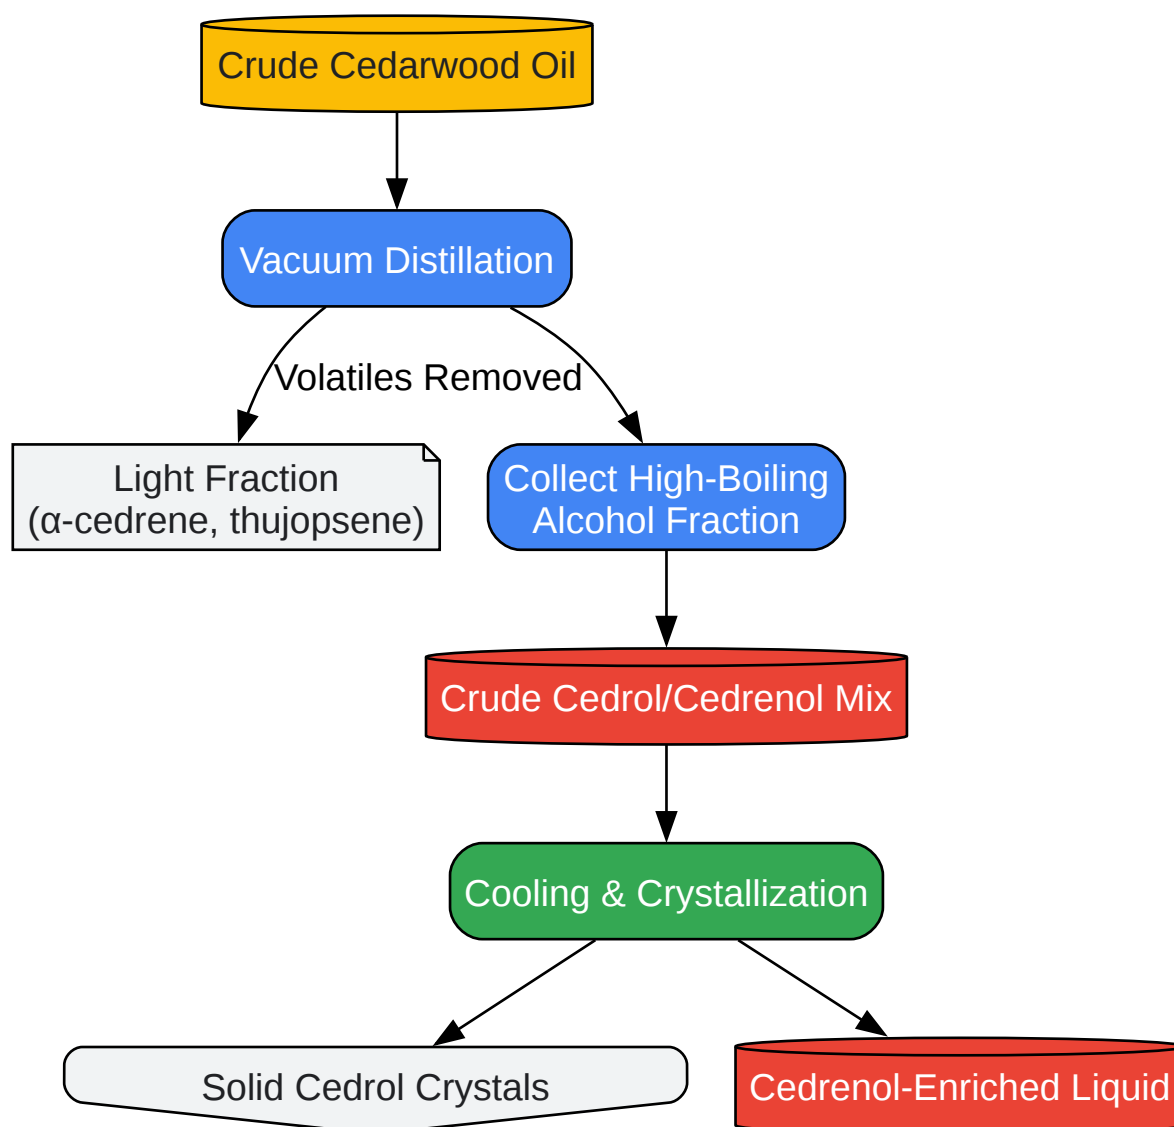 Crude Cedarwood Oil
Vacuum Distillation
Volatiles Removed
Light Fraction
(α-cedrene, thujopsene)
Collect High-Boiling
Alcohol Fraction
Crude Cedrol/Cedrenol Mix
Cooling & Crystallization
Solid Cedrol Crystals
Cedrenol-Enriched Liquid